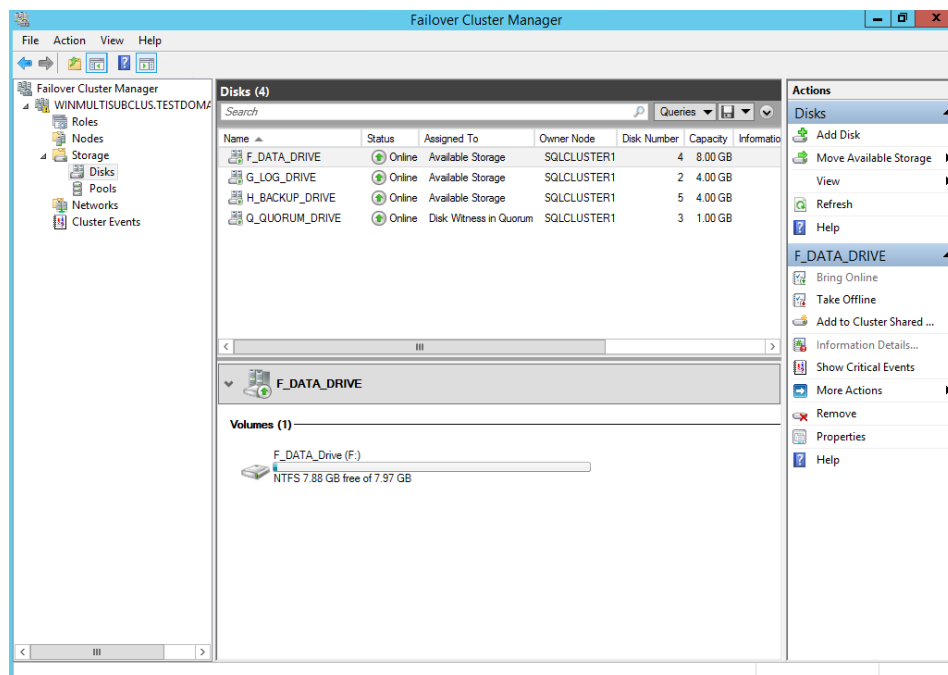 Failover Cluster Manager
File Action View Help
Failover Cluster Manager
WINMULTISUBCLUS.TESTDOMA
Roles
Nodes
Storage
Disks
Pools
Networks
Cluster Events
Disks (4)
Search
Queries
Name Status Assigned To Owner Node Disk Number Capacity Informatio
F_DATA_DRIVE Online Available Storage SQLCLUSTER1 4 8.00 GB
G_LOG_DRIVE Online Available Storage SQLCLUSTER1 2 4.00 GB
H_BACKUP_DRIVE Online Available Storage SQLCLUSTER1 5 4.00 GB
Q_QUORUM_DRIVE Online Disk Witness in Quorum SQLCLUSTER1 3 1.00 GB
F_DATA_DRIVE
Volumes (1)
F_DATA_Drive (F:)
NTFS 7.88 GB free of 7.97 GB
Actions
Disks
Add Disk
Move Available Storage
View
Refresh
Help
F_DATA_DRIVE
Bring Online
Take Offline
Add to Cluster Shared ...
Information Details...
Show Critical Events
More Actions
Remove
Properties
Help